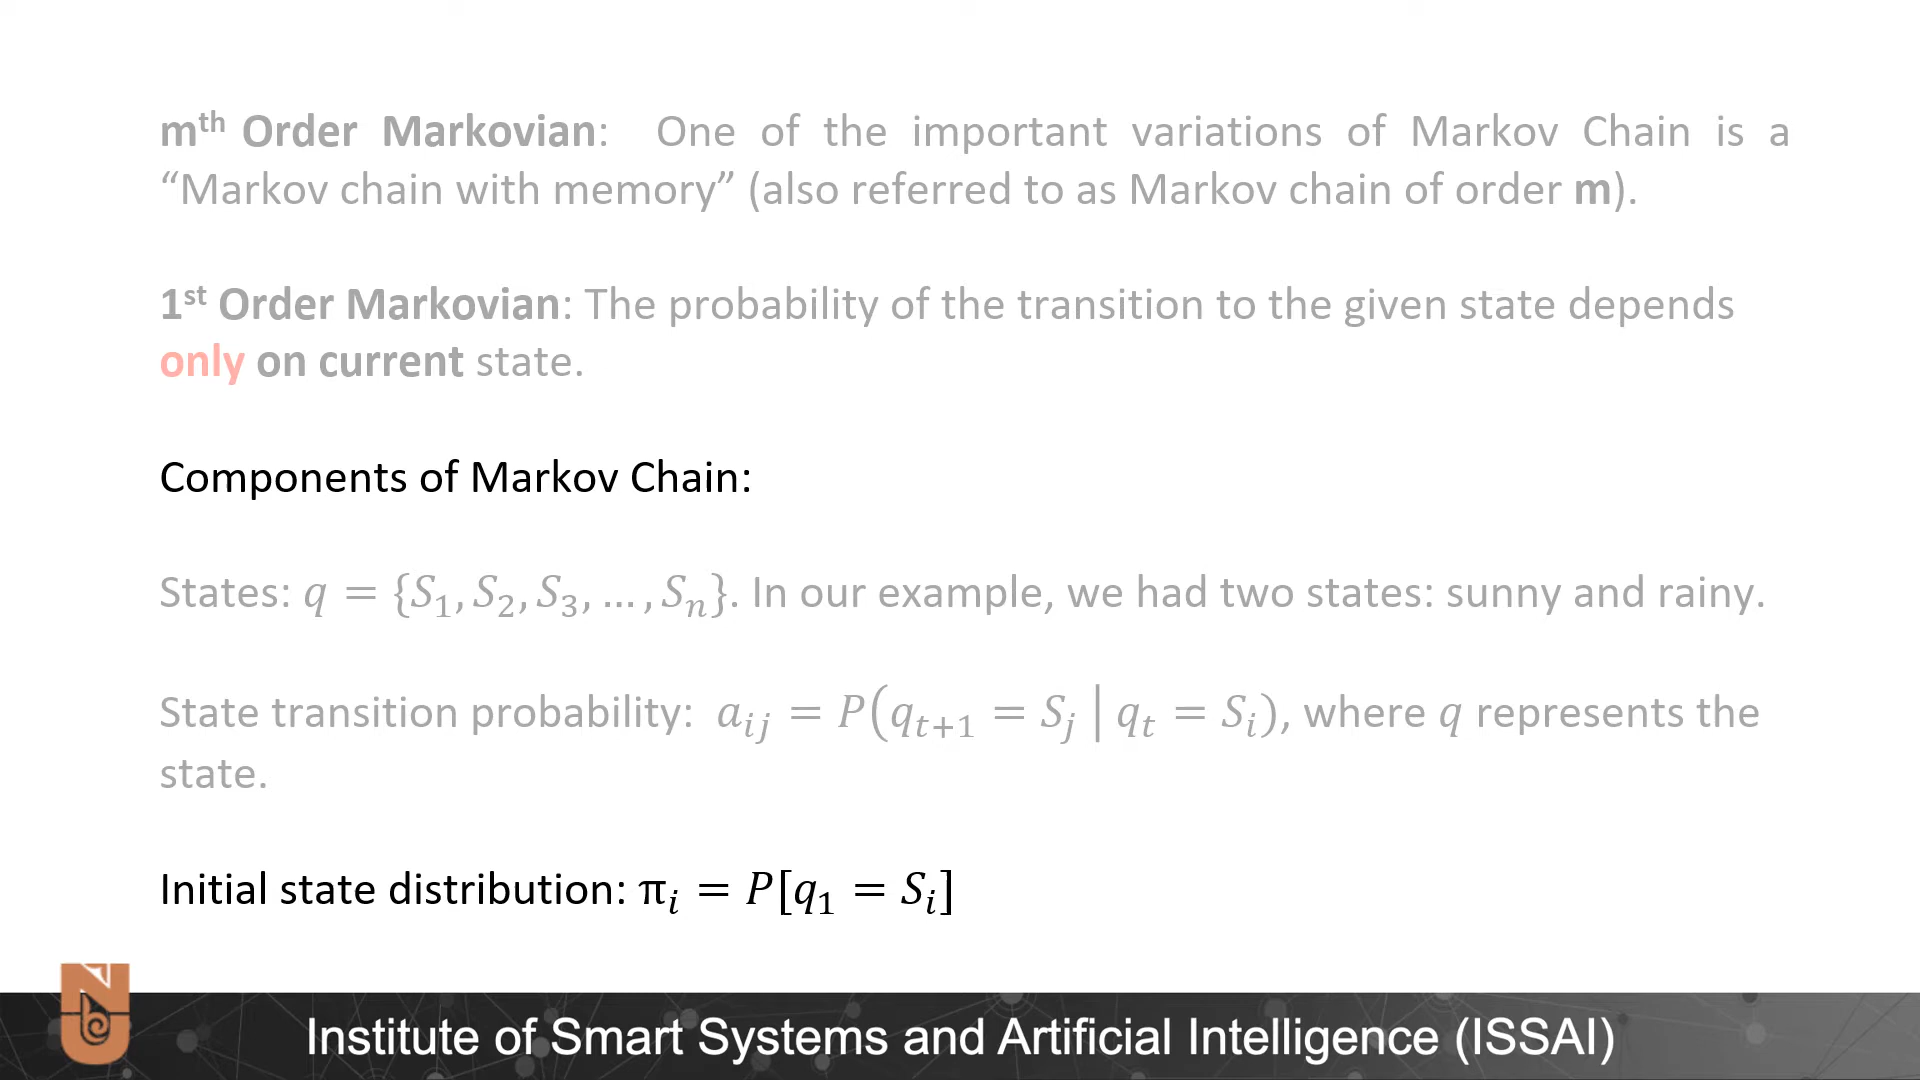 mᵗʰ Order Markovian: One of the important variations of Markov Chain is a
“Markov chain with memory” (also referred to as Markov chain of order m).
1ˢᵗ Order Markovian: The probability of the transition to the given state depends
only on current state.
Components of Markov Chain:
States: q = {S₁, S₂, S₃, … , Sₙ}. In our example, we had two states: sunny and rainy.
State transition probability: aᵢⱼ = P(qₜ₊₁ = Sⱼ | qₜ = Sᵢ), where q represents the
state.
Initial state distribution: πᵢ = P[q₁ = Sᵢ]
Institute of Smart Systems and Artificial Intelligence (ISSAI)